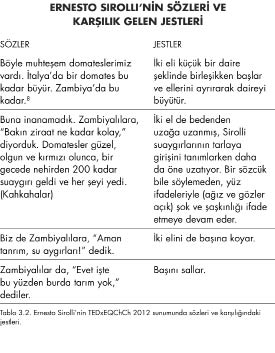 ERNESTO SIROLLI'NİN SÖZLERİ VE
KARŞILIK GELEN JESTLERİ
SÖZLER
JESTLER
Böyle muhteşem domateslerimiz
vardı. İtalya'da bir domates bu
kadar büyür. Zambiya'da bu
kadar.8
İki eli küçük bir daire
şeklinde birleşikken başlar
ve ellerini ayırarak daireyi
büyütür.
Buna inanamadık. Zambiyalılara,
"Bakın ziraat ne kadar kolay,"
diyorduk. Domatesler güzel,
olgun ve kırmızı olunca, bir
gecede nehirden 200 kadar
suaygırı geldi ve her şeyi yedi.
(Kahkahalar)
İki el de bedenden
uzağa uzanmış, Sirolli
suaygırlarının tarlaya
girişini tanımlarken daha
da öne uzatıyor. Bir sözcük
bile söylemeden, yüz
ifadeleriyle (ağız ve gözler
açık) şok ve şaşkınlığı ifade
etmeye devam eder.
Biz de Zambiyalılara, "Aman
tanrım, su aygırları!" dedik.
İki elini de başına koyar.
Zambiyalılar da, "Evet işte
bu yüzden burda tarım yok,"
dediler.
Başını sallar.
Tablo 3.2. Ernesto Sirolli'nin TEDxEQChCh 2012 sunumunda sözleri ve karşılığındaki
jestleri.